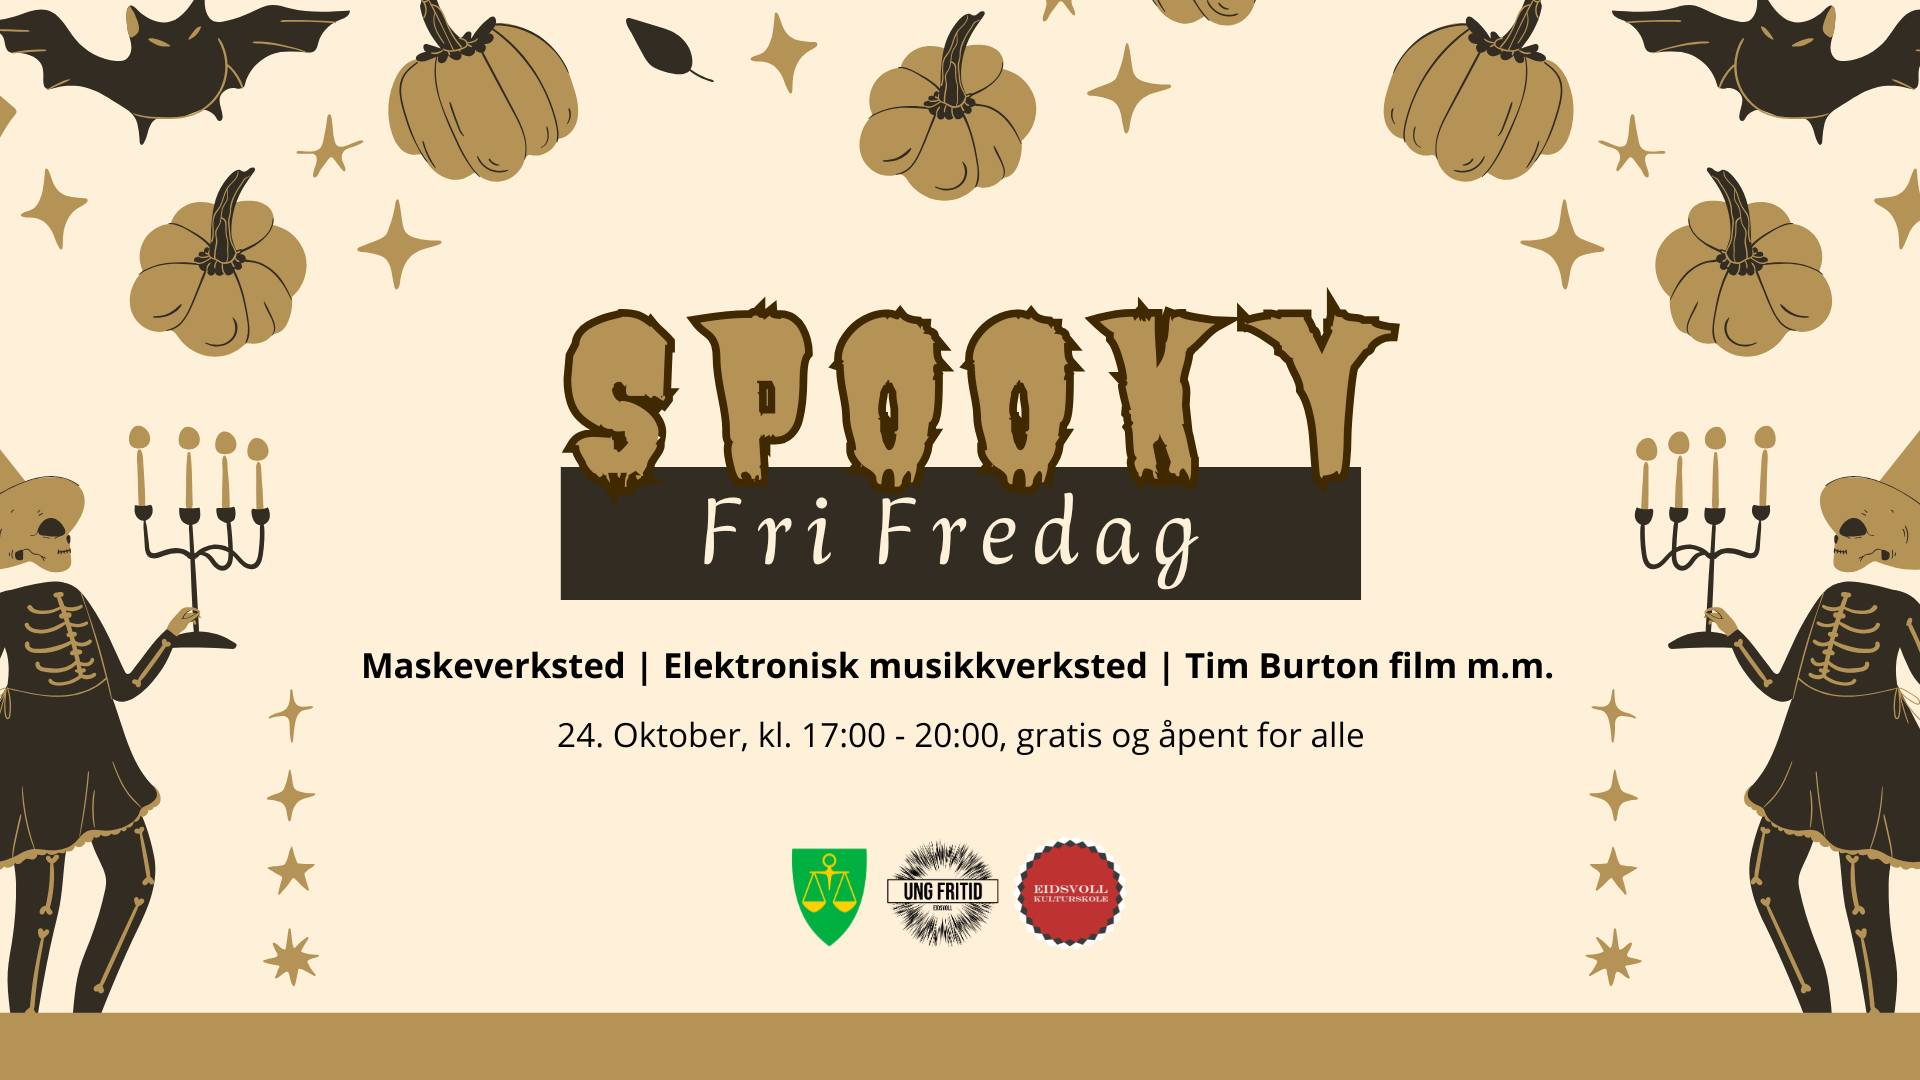 SPOOKY
Fri Fredag
Maskeverksted | Elektronisk musikkverksted | Tim Burton film m.m.
24. Oktober, kl. 17:00 - 20:00, gratis og åpent for alle
UNG FRITID
EIDSVOLL
EIDSVOLL
KULTURSKOLE